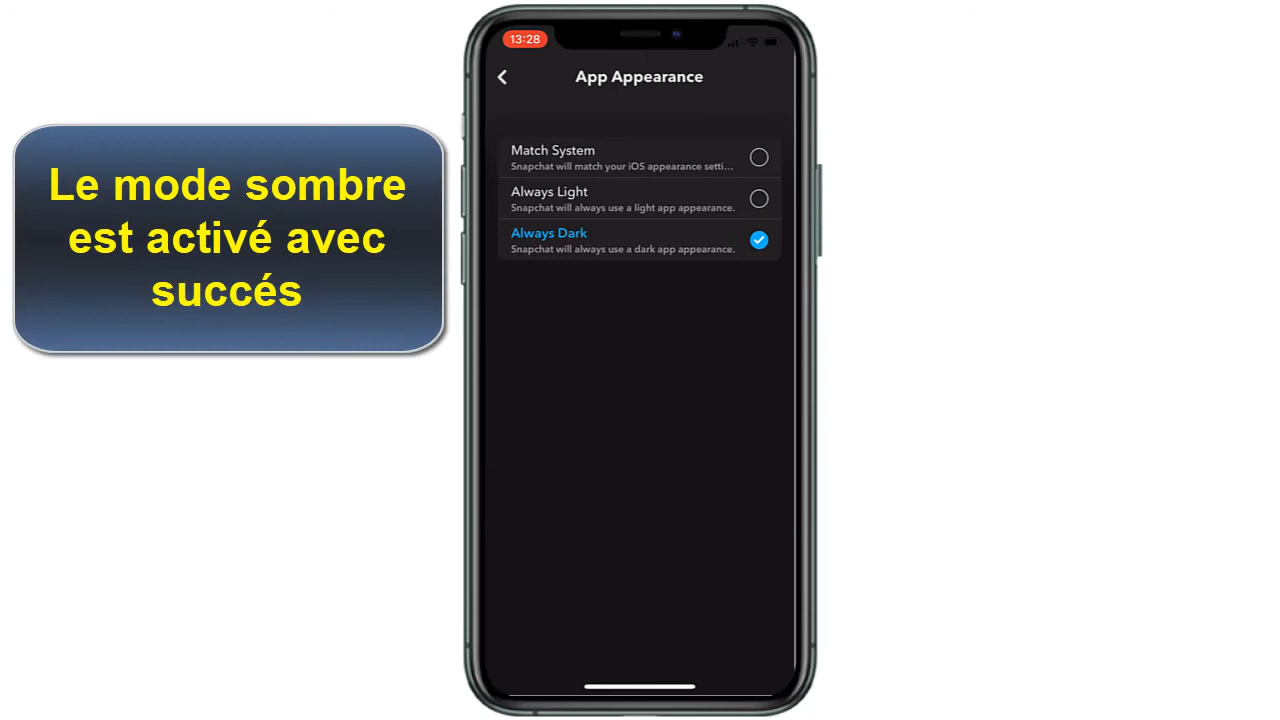 Le mode sombre
est activé avec
succés
13:28
App Appearance
Match System
Snapchat will match your iOS appearance setti...
Always Light
Snapchat will always use a light app appearance.
Always Dark
Snapchat will always use a dark app appearance.